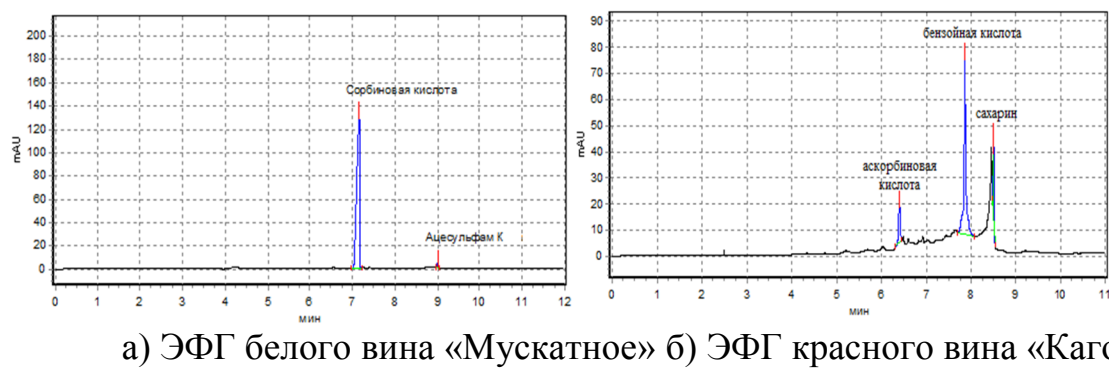 200
180
160
140
120
100
80
60
40
20
0
mAU
Сорбиновая кислота
Ацесульфам К
0 1 2 3 4 5 6 7 8 9 10 11 12
мин
90
80
70
60
50
40
30
20
10
0
mAU
бензойная кислота
сахарин
аскорбиновая
кислота
0 1 2 3 4 5 6 7 8 9 10 11
мин
а) ЭФГ белого вина «Мускатное» б) ЭФГ красного вина «Каго